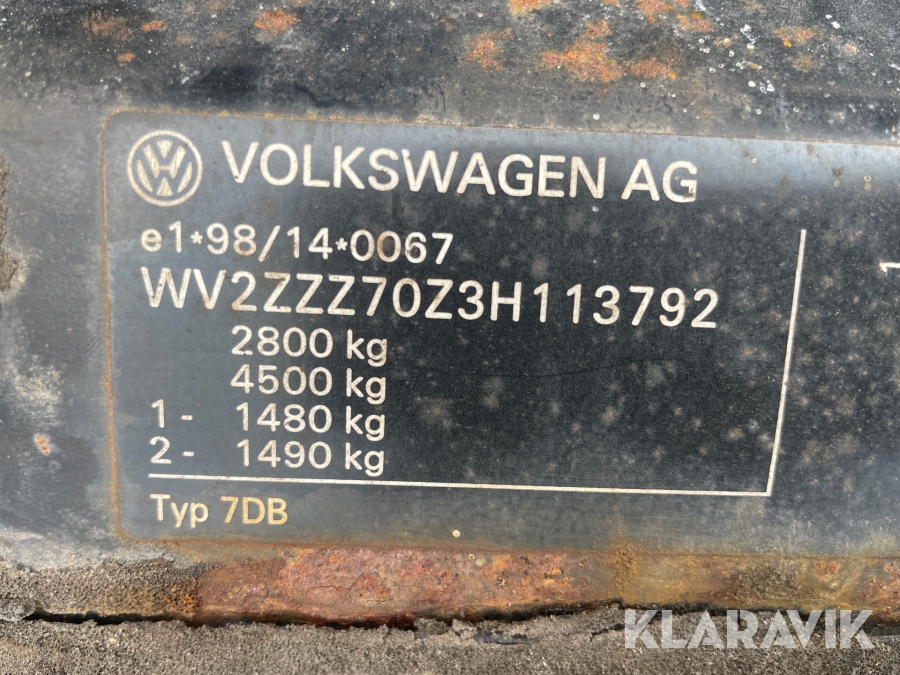 VOLKSWAGEN AG
e1*98/14*0067
WV2ZZZ70Z3H113792
2800 kg
4500 kg
1- 1480 kg
2- 1490 kg
Typ 7DB
KLARAVIK